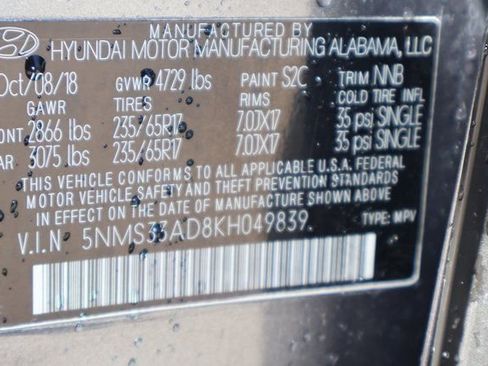 MANUFACTURED BY
HYUNDAI MOTOR MANUFACTURING ALABAMA, LLC
Oct/08/18 GVWR 4729 lbs PAINT S2C TRIM NNB
GAWR TIRES RIMS COLD TIRE INFL
2866 lbs 235/65R17 7.0JX17 35 psi SINGLE
3075 lbs 235/65R17 7.0JX17 35 psi SINGLE
THIS VEHICLE CONFORMS TO ALL APPLICABLE U.S.A. FEDERAL
MOTOR VEHICLE SAFETY AND THEFT PREVENTION STANDARDS
IN EFFECT ON THE DATE OF MANUFACTURE SHOWN ABOVE.
V.I.N 5NMS33AD8KH049839. TYPE: MPV